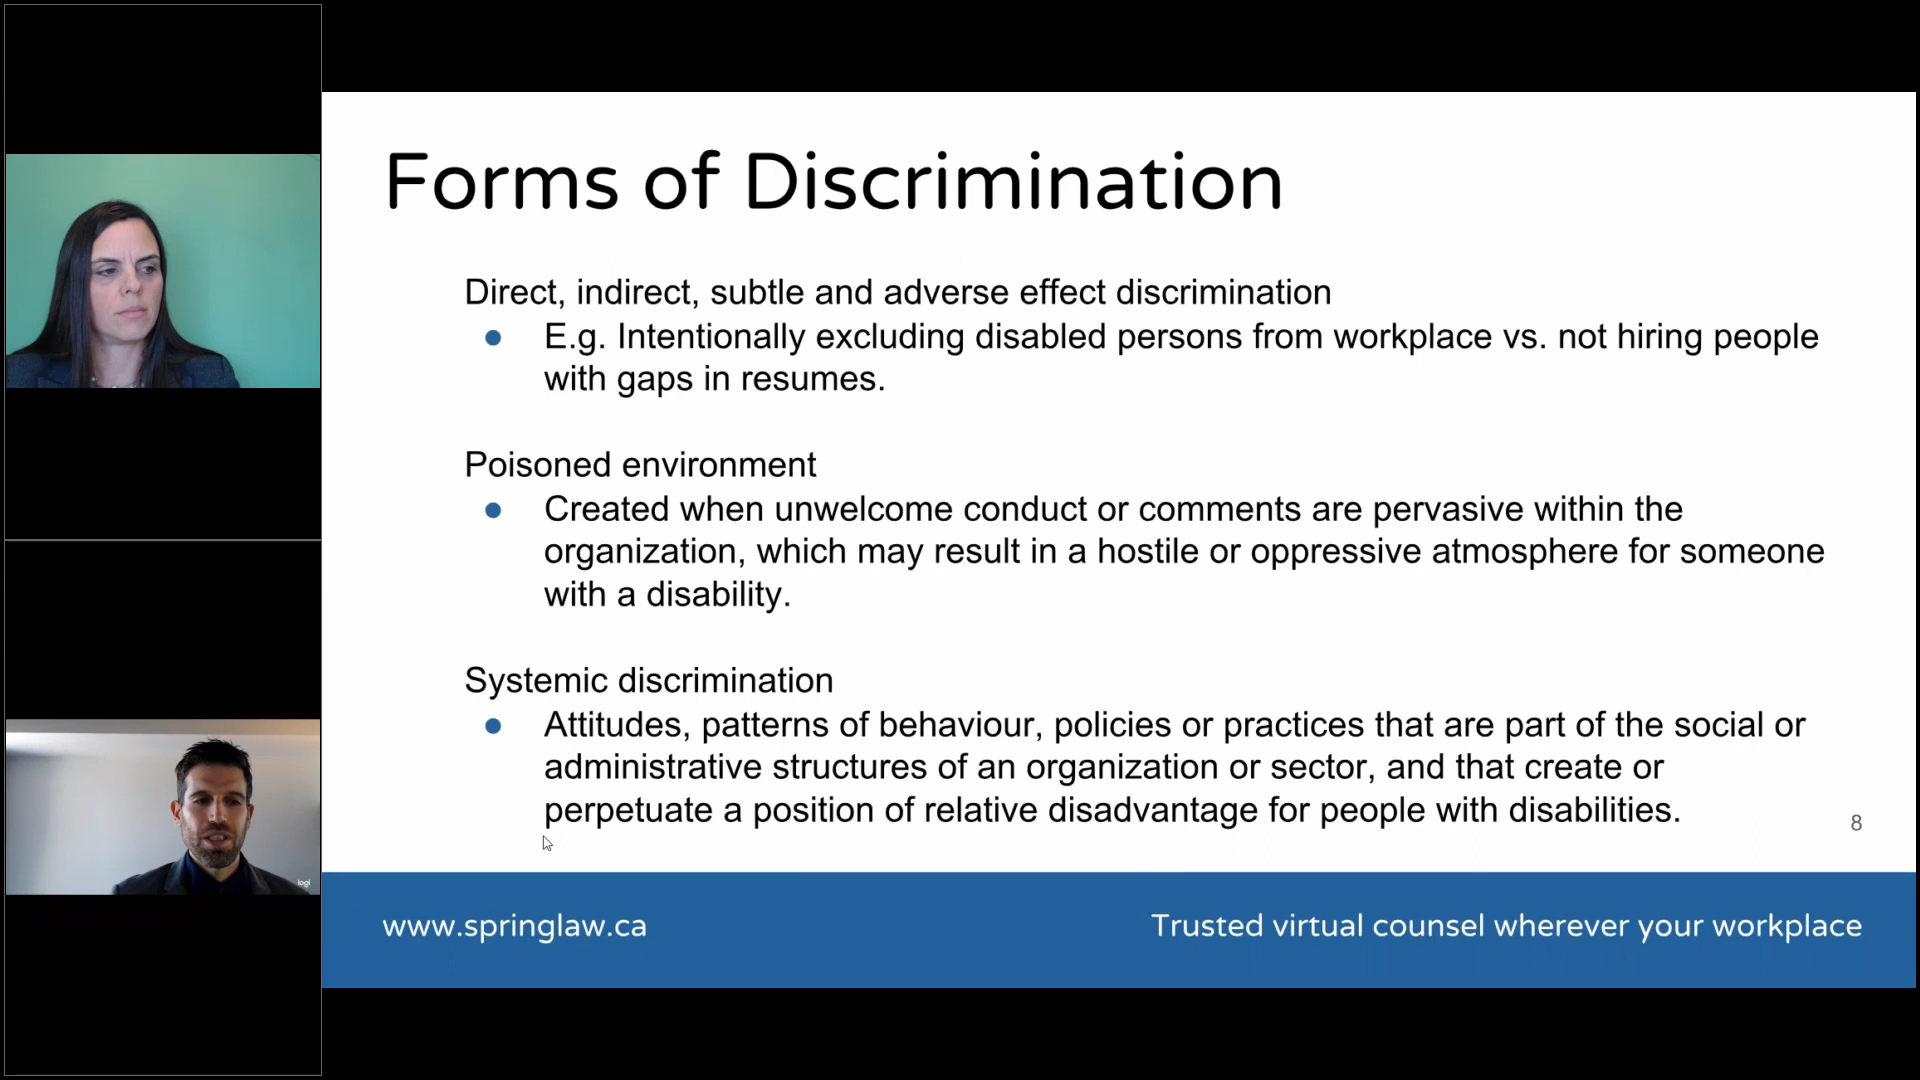 Forms of Discrimination
Direct, indirect, subtle and adverse effect discrimination
● E.g. Intentionally excluding disabled persons from workplace vs. not hiring people
with gaps in resumes.
Poisoned environment
● Created when unwelcome conduct or comments are pervasive within the
organization, which may result in a hostile or oppressive atmosphere for someone
with a disability.
Systemic discrimination
● Attitudes, patterns of behaviour, policies or practices that are part of the social or
administrative structures of an organization or sector, and that create or
perpetuate a position of relative disadvantage for people with disabilities.
8
www.springlaw.ca
Trusted virtual counsel wherever your workplace
logi